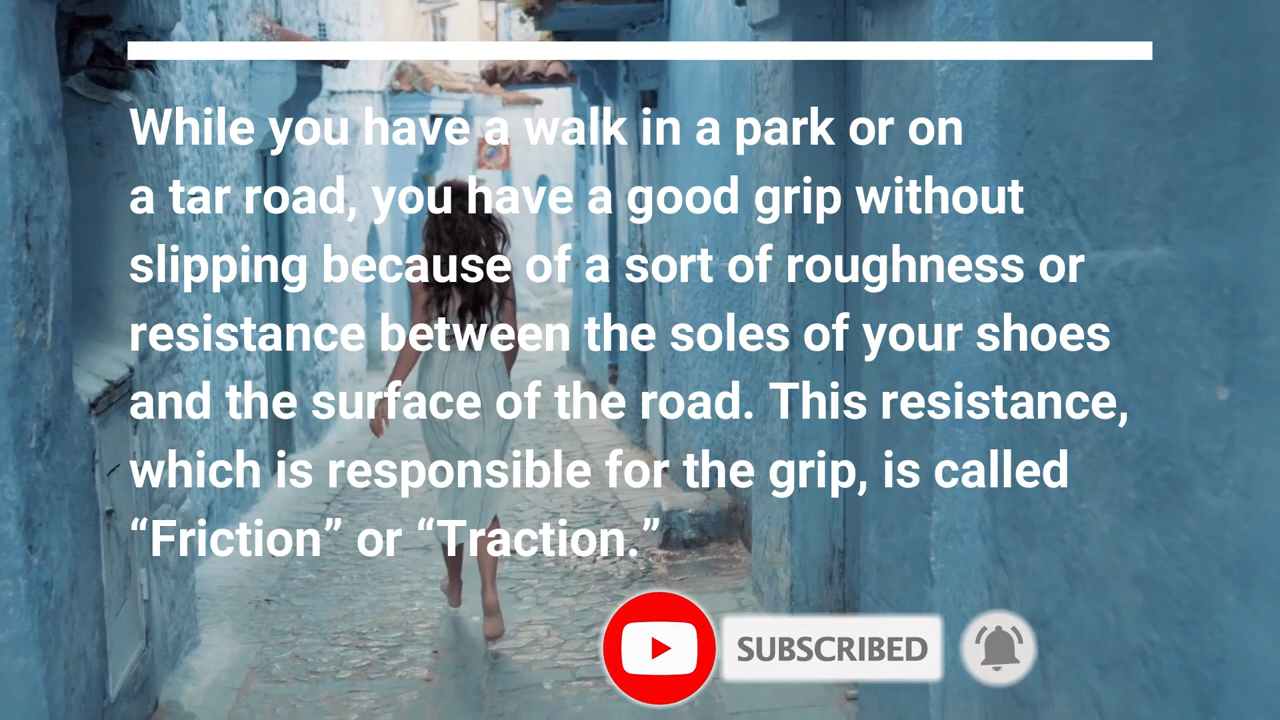 While you have a walk in a park or on
a tar road, you have a good grip without
slipping because of a sort of roughness or
resistance between the soles of your shoes
and the surface of the road. This resistance,
which is responsible for the grip, is called
“Friction” or “Traction.”
SUBSCRIBED